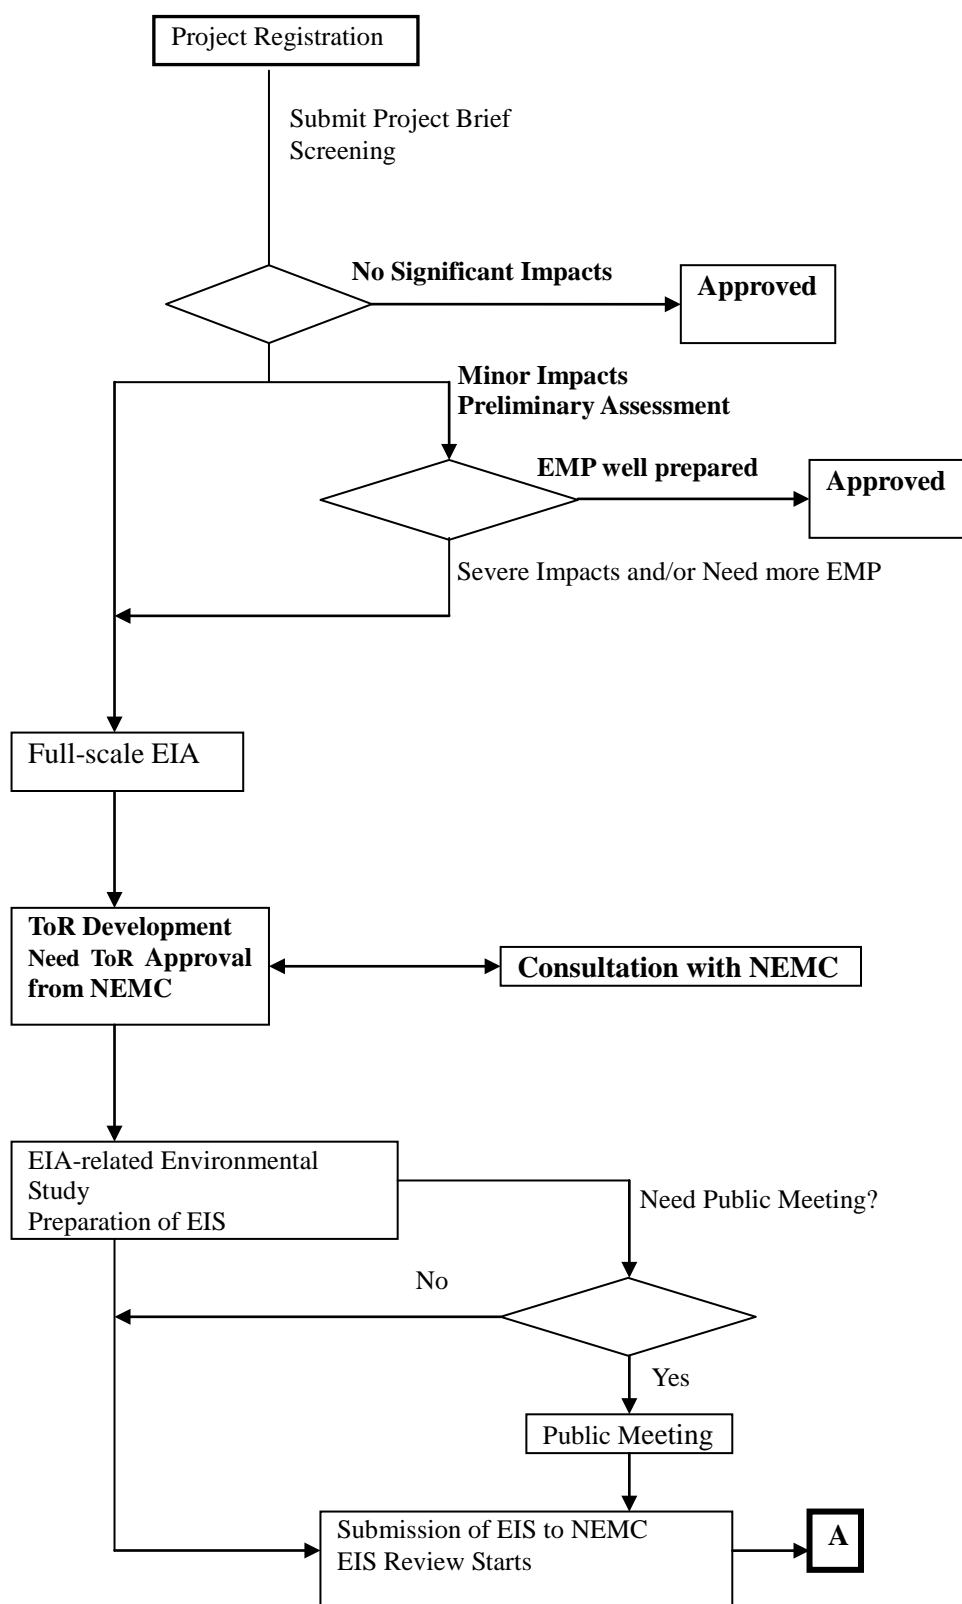 Project Registration
Submit Project Brief
Screening
No Significant Impacts
Approved
Minor Impacts
Preliminary Assessment
EMP well prepared
Approved
Severe Impacts and/or Need more EMP
Full-scale EIA
ToR Development
Need ToR Approval
from NEMC
Consultation with NEMC
EIA-related Environmental
Study
Preparation of EIS
Need Public Meeting?
No
Yes
Public Meeting
Submission of EIS to NEMC
EIS Review Starts
A